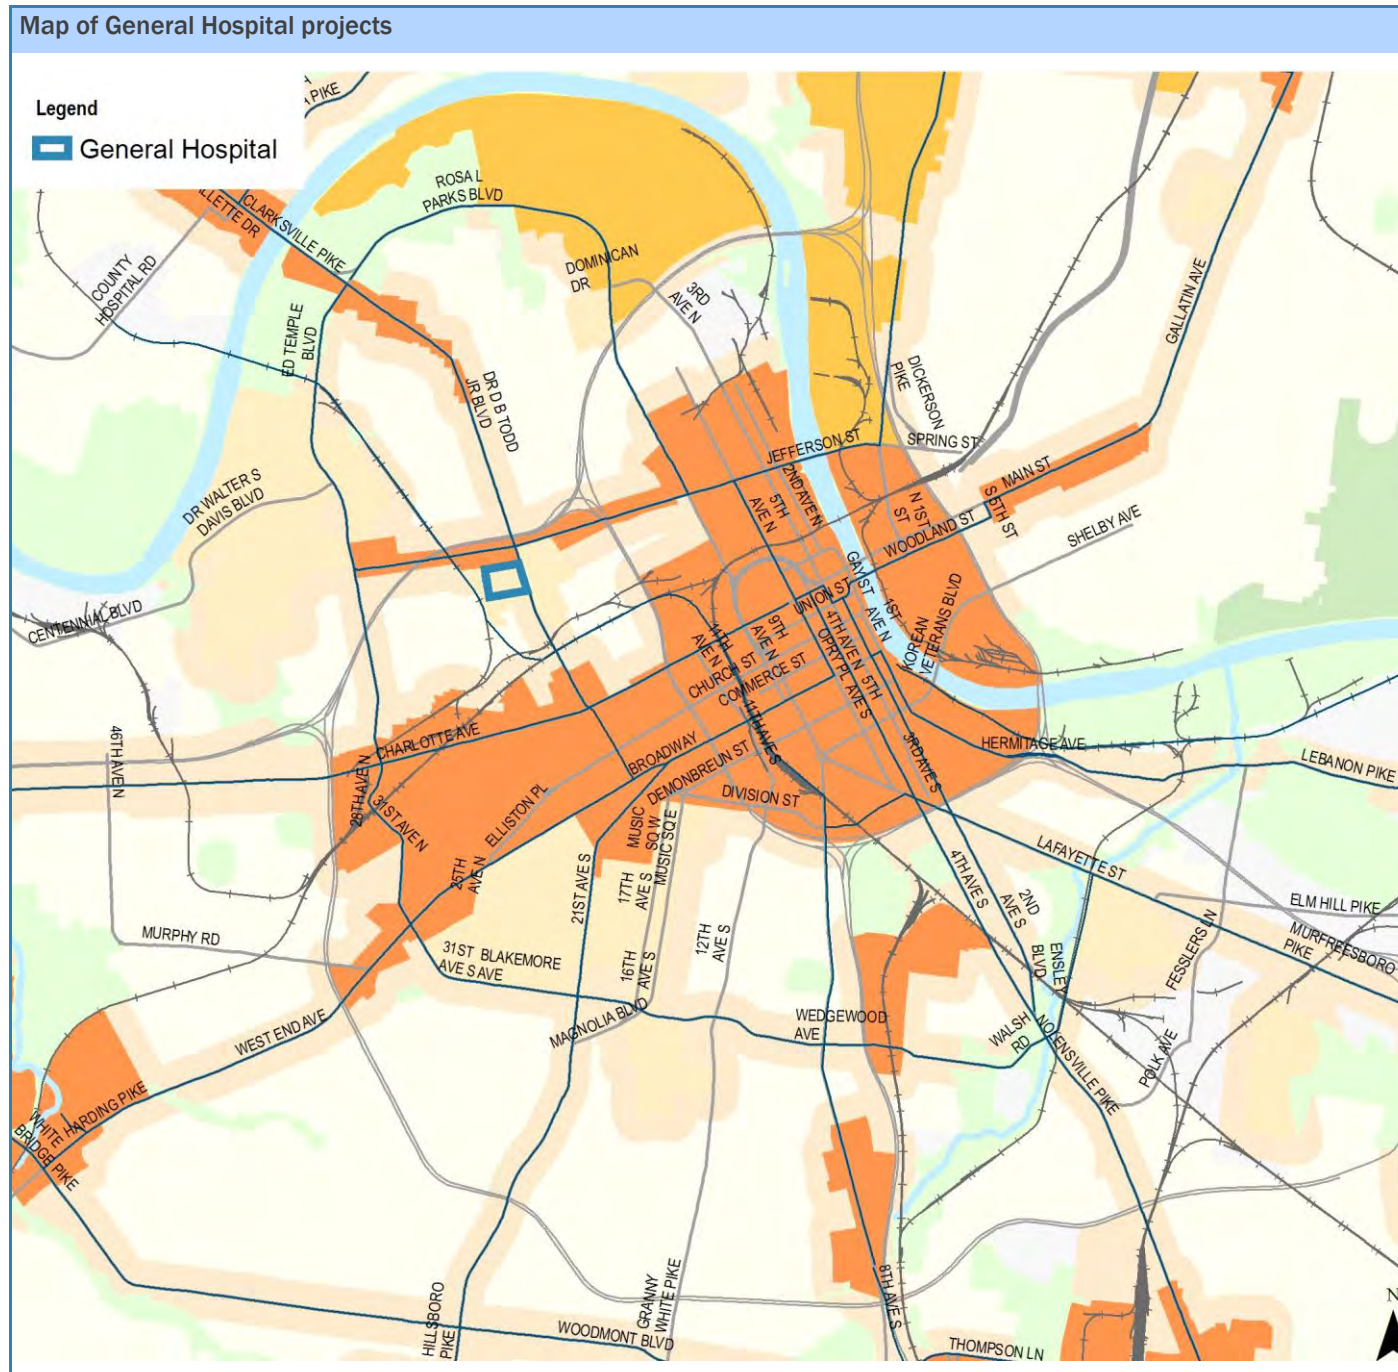 Map of General Hospital projects
Legend
General Hospital
PIKE
ROSA L
PARKS BLVD
CLARKSVILLE PIKE
COUNTY
HOSPITAL RD
DOMINICAN
DR
3RD
AVE N
ED TEMPLE
BLVD
GALLATIN AVE
DICKERSON
PIKE
DR D B TODD
JR BLVD
JEFFERSON ST
SPRING ST
2ND AVE N
5TH
AVE N
MAIN ST
S 5TH ST
N 1ST
ST
WOODLAND ST
SHELBY AVE
DR WALTER S
DAVIS BLVD
CENTENNIAL BLVD
GAY ST
UNION ST
1ST
AVE N
KOREAN
VETERANS BLVD
4TH AVE N
OPRY PL
5TH
AVE S
9TH
AVE N
11TH
AVE N
CHURCH ST
COMMERCE ST
11TH AVE S
3RD AVE S
HERMITAGE AVE
LEBANON PIKE
46TH AVE N
CHARLOTTE AVE
BROADWAY
DEMONBREUN ST
DIVISION ST
28TH AVE N
31ST AVE N
ELLISTON PL
MUSIC
SQ W
MUSIC SQ E
25TH
AVE N
21ST AVE S
17TH
AVE S
LAFAYETTE ST
4TH AVE S
2ND
AVE S
ELM HILL PIKE
MURFREESBORO
PIKE
FESSLERS LN
MURPHY RD
31ST
AVE S
BLAKEMORE
AVE
16TH
AVE S
12TH
AVE S
ENSLEY
BLVD
MAGNOLIA BLVD
WEDGEWOOD
AVE
WALSH
RD
NOLENSVILLE PIKE
POLK AVE
WEST END AVE
HARDING PIKE
WHITE
BRIDGE PIKE
HILLSBORO
PIKE
GRANNY
WHITE PIKE
WOODMONT BLVD
8TH AVE S
THOMPSON LN
N